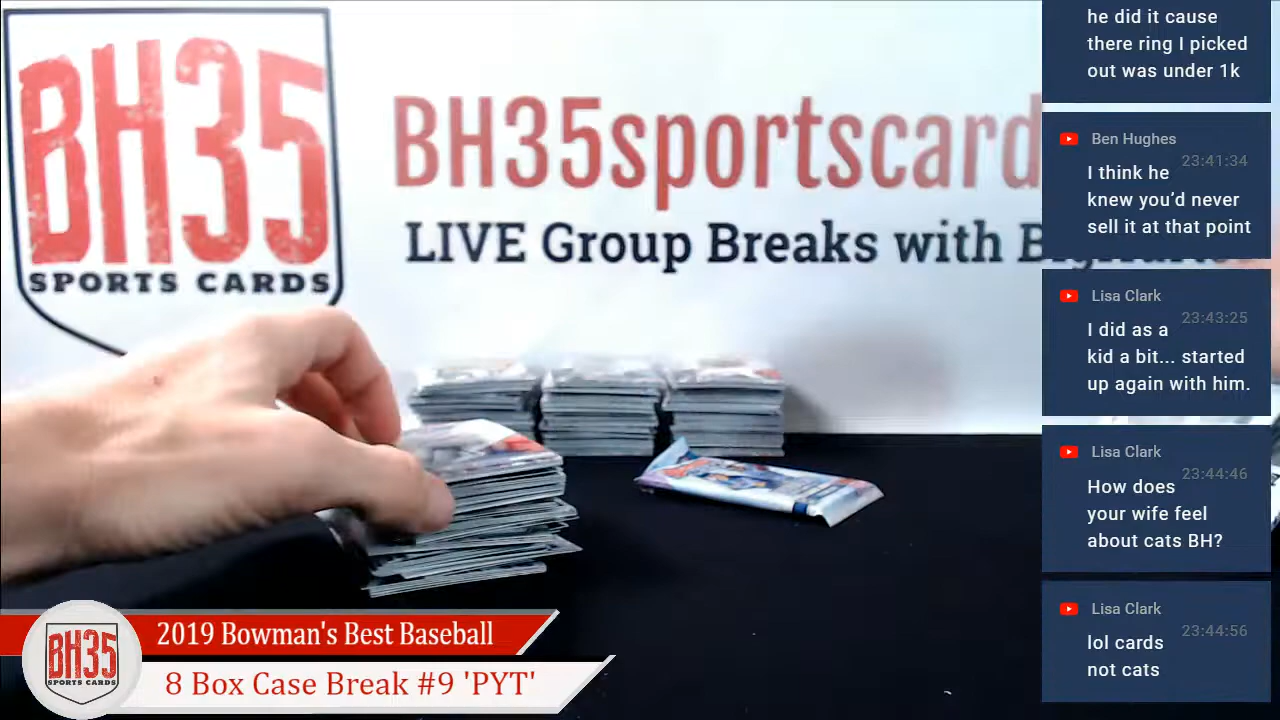 BH35
SPORTS CARDS
BH35sportscard
LIVE Group Breaks with
he did it cause
there ring I picked
out was under 1k
Ben Hughes
23:41:34
I think he
knew you’d never
sell it at that point
Lisa Clark
23:43:25
I did as a
kid a bit... started
up again with him.
Lisa Clark
23:44:46
How does
your wife feel
about cats BH?
Lisa Clark
23:44:56
lol cards
not cats
BH35
SPORTS CARDS
2019 Bowman's Best Baseball
8 Box Case Break #9 'PYT'